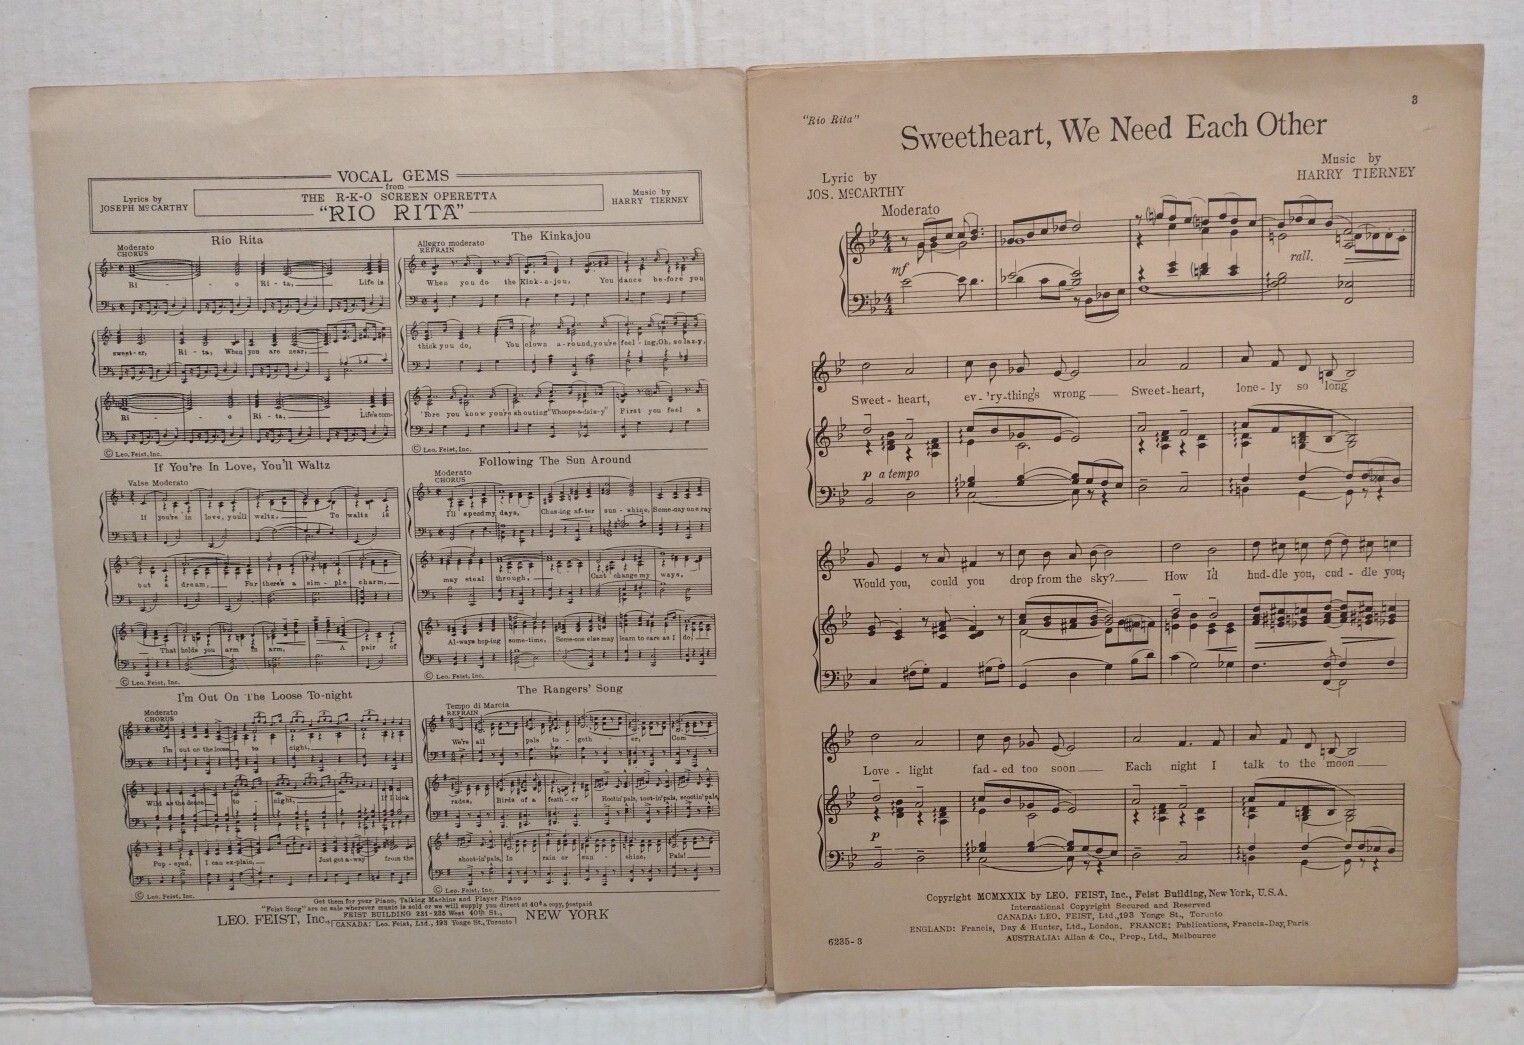 VOCAL GEMS
from
THE R-K-O SCREEN OPERETTA
"RIO RITA"
Lyrics by
JOSEPH McCARTHY
Music by
HARRY TIERNEY
Rio Rita
Moderato
CHORUS
Ri - o Ri - ta, Life is
sweet-er, Ri - ta, When you are near,
Ri - o Ri - ta, Life's com-
© Leo. Feist, Inc.
The Kinkajou
Allegro moderato
REFRAIN
When you do the Kink-a-jou, You dance be-fore you
think you do, You clown a-round, you're feel-ing, Oh, so la-zy,
'Fore you know you're shouting "Whoops-a-dais-y" First you feel a
© Leo. Feist, Inc.
If You're In Love, You'll Waltz
Valse Moderato
If you're in love, you'll waltz, To waltz is
but a dream, For there's a sim - ple charm,
That holds you arm in arm, A pair of
© Leo. Feist, Inc.
Following The Sun Around
Moderato
CHORUS
I'll spend my days, Chas-ing af-ter sun-shine, Some-day one ray
may steal through, Can't change my ways,
Al-ways hop-ing some-time, Some-one else may learn to care as I do,
© Leo. Feist, Inc.
I'm Out On The Loose To-night
Moderato
CHORUS
I'm out on the loose to - night,
Wild as the deuce to - night, If I look
Pop-eyed, I can ex-plain, Just got a-way from the
© Leo. Feist, Inc.
The Rangers' Song
Tempo di Marcia
REFRAIN
We're all pals to - geth - er, Com -
rades, Birds of a feath-er Rootin' pals, toot-in' pals, scootin' pals,
shoot-in' pals, In rain or sun - shine, Pals!
© Leo. Feist, Inc.
Get them for your Piano, Talking Machine and Player Piano
"Feist Song" are on sale wherever music is sold or we will supply you direct at 40¢ a copy, postpaid
LEO. FEIST, Inc., FEIST BUILDING 231-235 West 40th St., NEW YORK
CANADA: Leo. Feist, Ltd., 193 Yonge St., Toronto
3
"Rio Rita"
Sweetheart, We Need Each Other
Lyric by
JOS. McCARTHY
Music by
HARRY TIERNEY
Moderato
mf
rall.
Sweet - heart, ev - 'ry-thing's wrong Sweet - heart, lone - ly so long
p a tempo
Would you, could you drop from the sky? How I'd hud-dle you, cud - dle you;
Love - light fad - ed too soon Each night I talk to the moon
p
Copyright MCMXXIX by LEO. FEIST, Inc., Feist Building, New York, U.S.A.
International Copyright Secured and Reserved
CANADA: LEO. FEIST, Ltd., 193 Yonge St., Toronto
ENGLAND: Francis, Day & Hunter, Ltd., London. FRANCE: Publications, Francis-Day, Paris
AUSTRALIA: Allan & Co., Prop., Ltd., Melbourne
6235-3